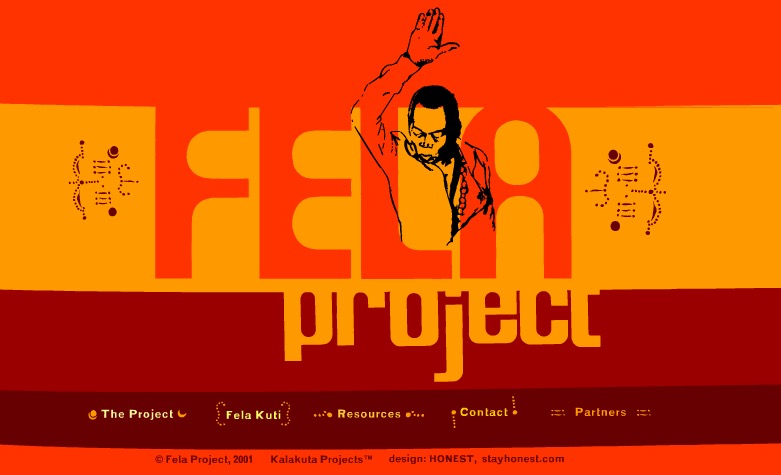 FELA
project
The Project Fela Kuti Resources Contact Partners
© Fela Project, 2001 Kalakuta Projects™ design: HONEST, stayhonest.com